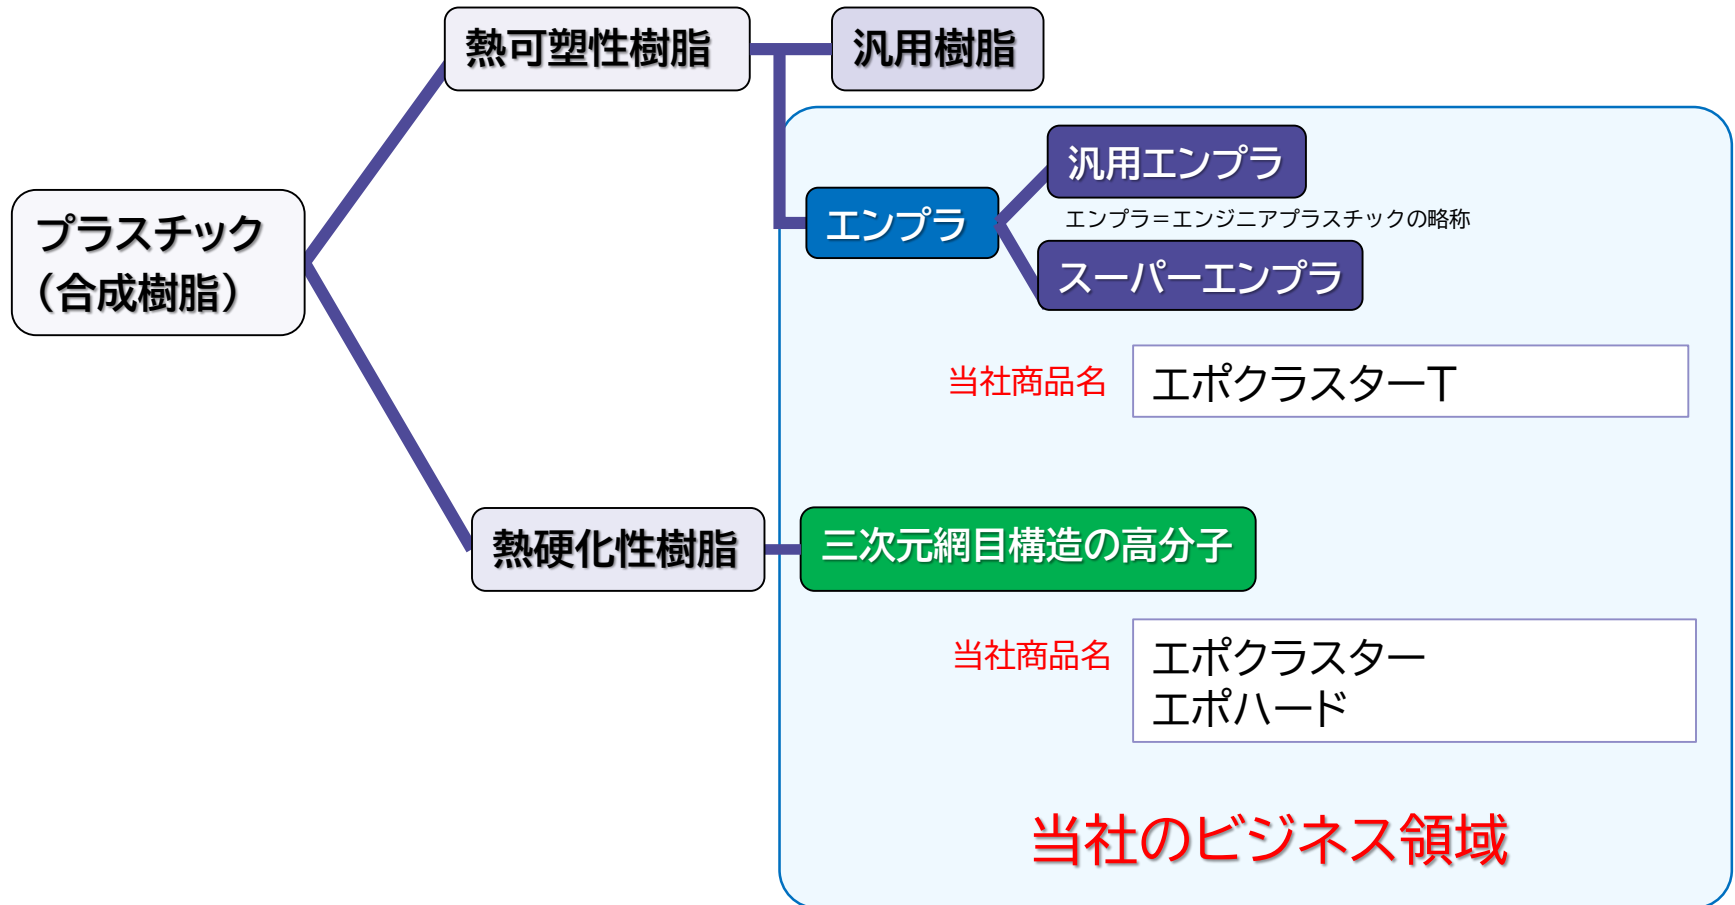 熱可塑性樹脂
汎用樹脂
汎用エンプラ
エンプラ＝エンジニアプラスチックの略称
エンプラ
スーパーエンプラ
プラスチック
（合成樹脂）
当社商品名
エポクラスターT
熱硬化性樹脂
三次元網目構造の高分子
当社商品名
エポクラスター
エポハード
当社のビジネス領域